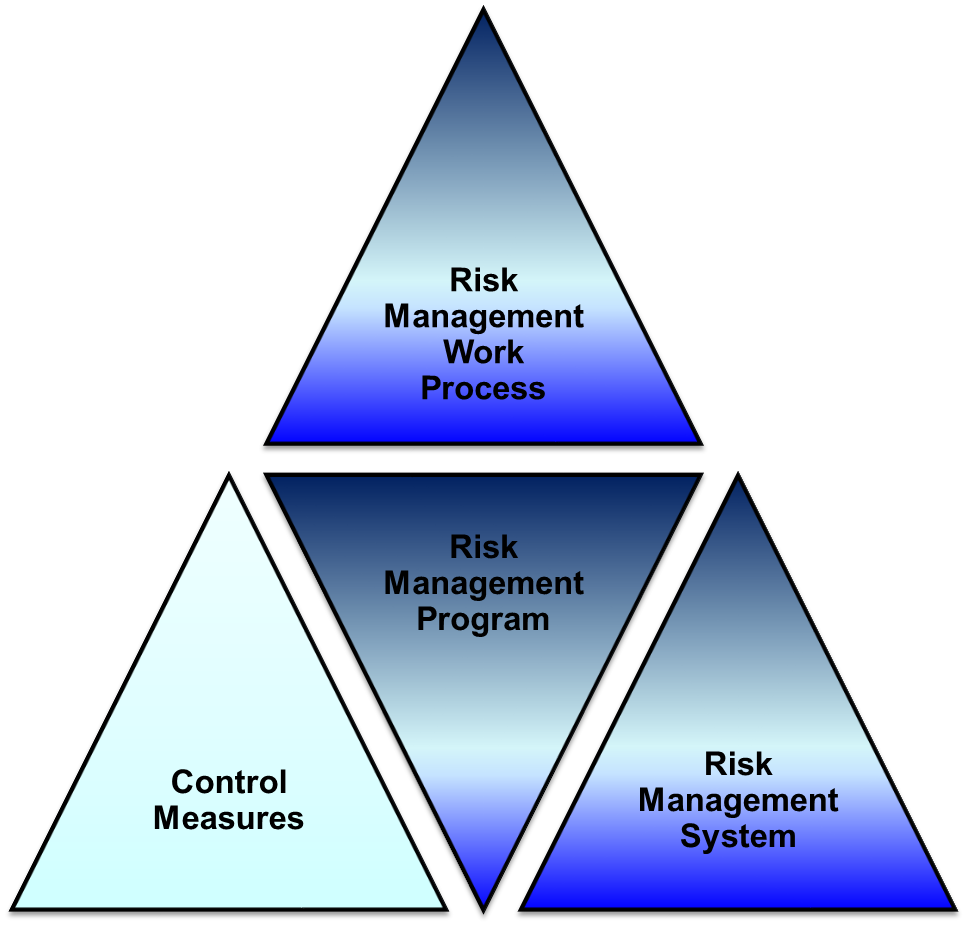 Risk
Management
Work
Process
Risk
Management
Program
Control
Measures
Risk
Management
System